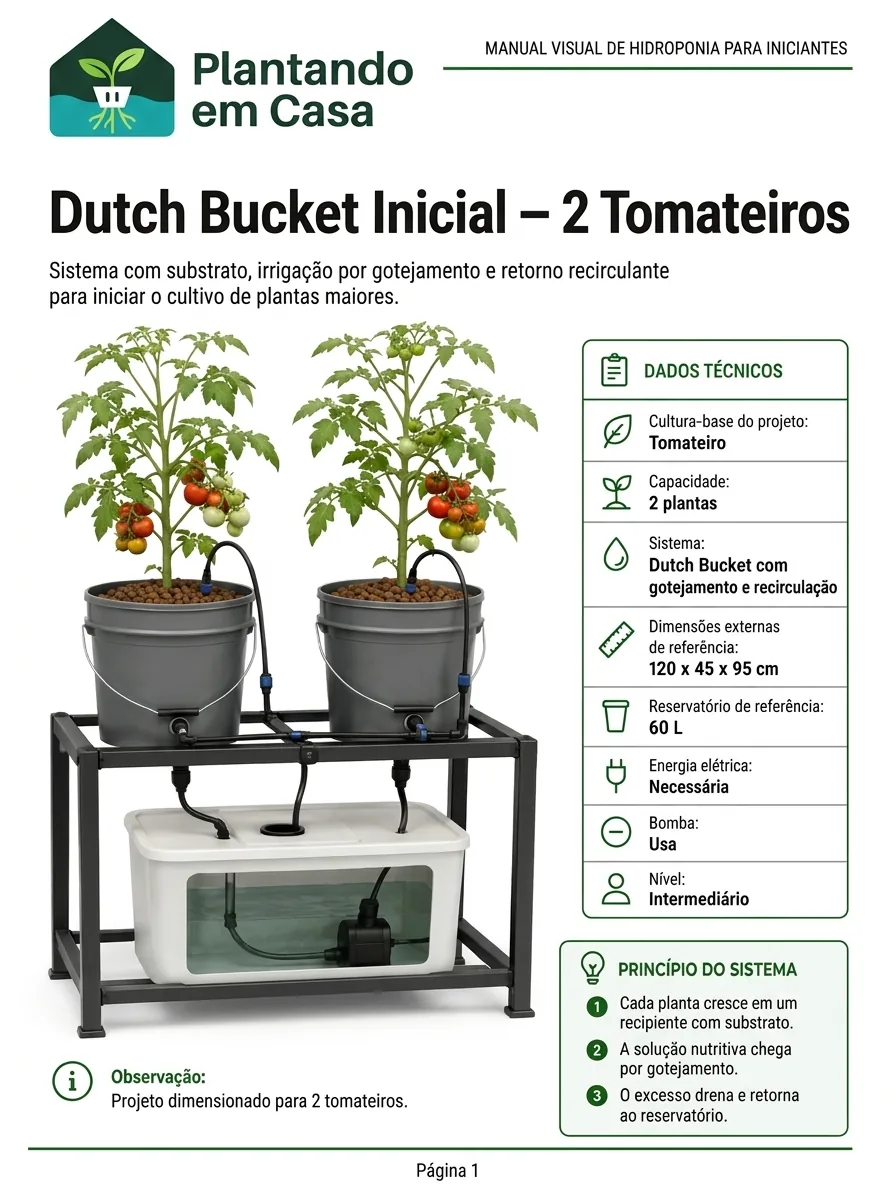 Plantando
em Casa
MANUAL VISUAL DE HIDROPONIA PARA INICIANTES
Dutch Bucket Inicial – 2 Tomateiros
Sistema com substrato, irrigação por gotejamento e retorno recirculante
para iniciar o cultivo de plantas maiores.
DADOS TÉCNICOS
Cultura-base do projeto:
Tomateiro
Capacidade:
2 plantas
Sistema:
Dutch Bucket com
gotejamento e recirculação
Dimensões externas
de referência:
120 x 45 x 95 cm
Reservatório de referência:
60 L
Energia elétrica:
Necessária
Bomba:
Usa
Nível:
Intermediário
PRINCÍPIO DO SISTEMA
1 Cada planta cresce em um
recipiente com substrato.
2 A solução nutritiva chega
por gotejamento.
3 O excesso drena e retorna
ao reservatório.
Observação:
Projeto dimensionado para 2 tomateiros.
Página 1